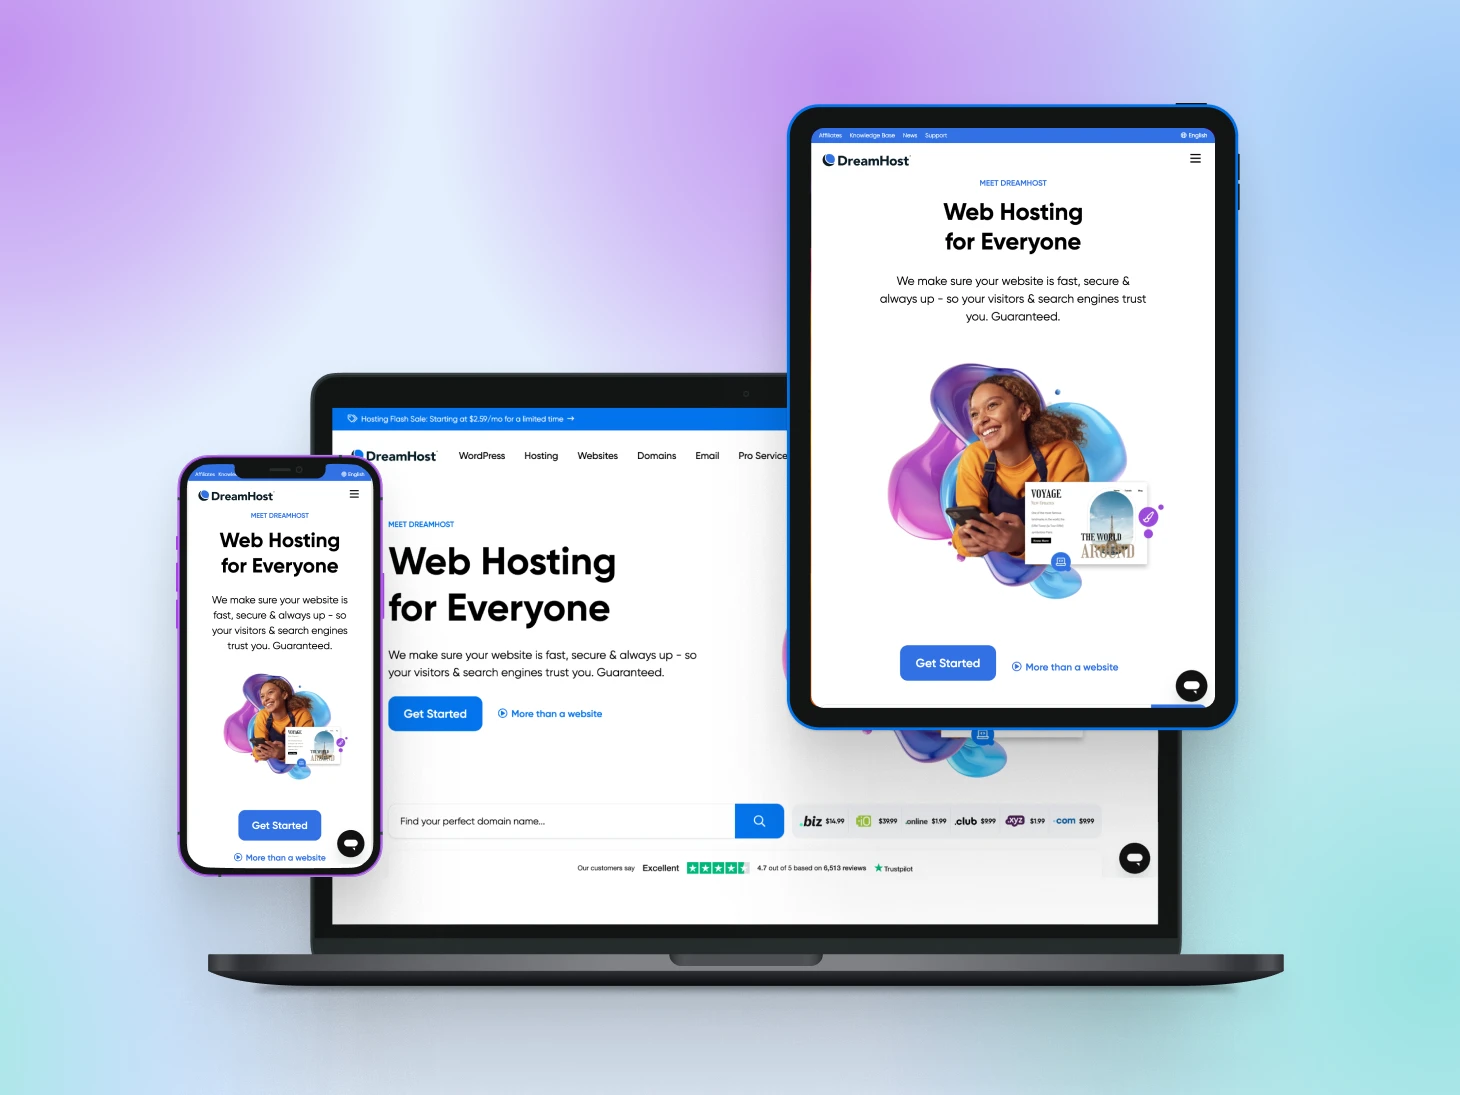 Affiliates Knowledge Base News Support English
DreamHost
MEET DREAMHOST
Web Hosting
for Everyone
We make sure your website is fast, secure &
always up - so your visitors & search engines trust
you. Guaranteed.
VOYAGE
THE WORLD
AROUND
Get Started
More than a website
Hosting Flash Sale: Starting at $2.59/mo for a limited time →
DreamHost
WordPress Hosting Websites Domains Email Pro Service
MEET DREAMHOST
Web Hosting
for Everyone
We make sure your website is fast, secure & always up - so
your visitors & search engines trust you. Guaranteed.
Get Started
More than a website
Find your perfect domain name...
.biz $14.99 .io $39.99 .online $1.99 .club $9.99 .xyz $1.99 .com $9.99
Our customers say Excellent 4.7 out of 5 based on 6,513 reviews Trustpilot
Affiliates English
DreamHost
MEET DREAMHOST
Web Hosting
for Everyone
We make sure your website is
fast, secure & always up - so
your visitors & search engines
trust you. Guaranteed.
VOYAGE
THE WORLD
AROUND
Get Started
More than a website